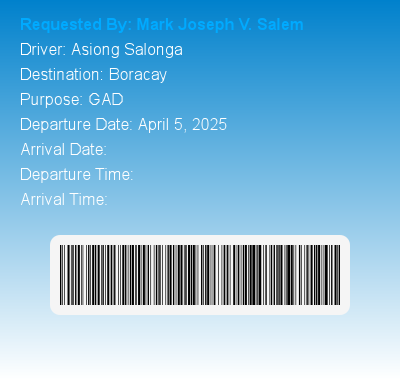 Requested By: Mark Joseph V. Salem
Driver: Asiong Salonga
Destination: Boracay
Purpose: GAD
Departure Date: April 5, 2025
Arrival Date:
Departure Time:
Arrival Time: